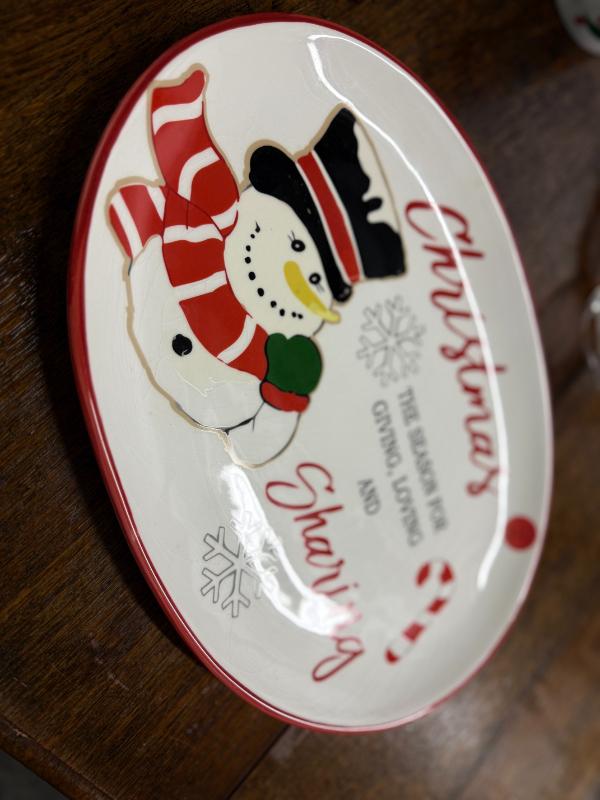 Christmas
THE SEASON FOR
GIVING, LOVING
AND
Sharing